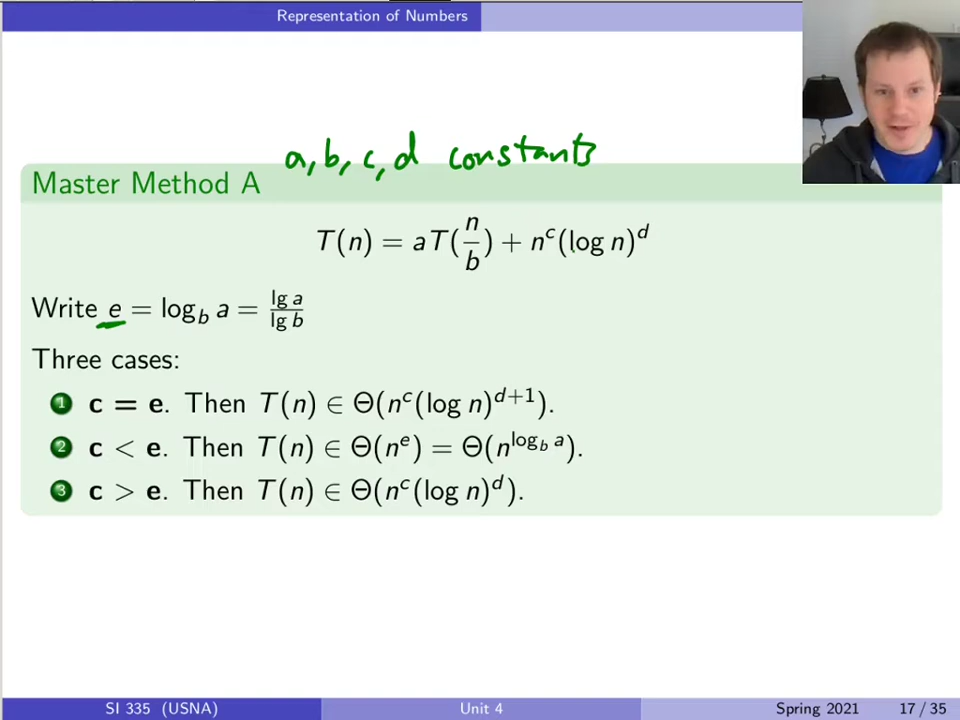 Representation of Numbers
a, b, c, d constants
Master Method A
T(n) = aT(n/b) + n^c(log n)^d
Write e = log_b a = lg a / lg b
Three cases:
1 c = e. Then T(n) ∈ Θ(n^c(log n)^{d+1}).
2 c < e. Then T(n) ∈ Θ(n^e) = Θ(n^{log_b a}).
3 c > e. Then T(n) ∈ Θ(n^c(log n)^d).
SI 335 (USNA) Unit 4 Spring 2021 17 / 35